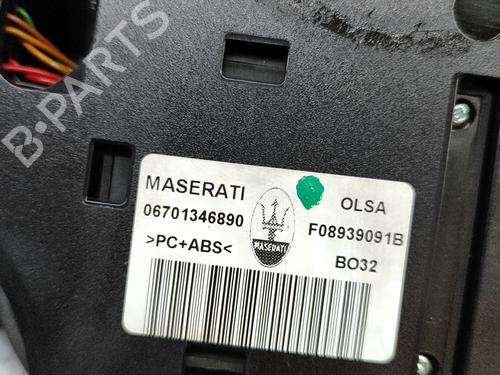 B-PARTS
MASERATI
OLSA
06701346890
F08939091B
MASERATI
>PC+ABS<
BO32